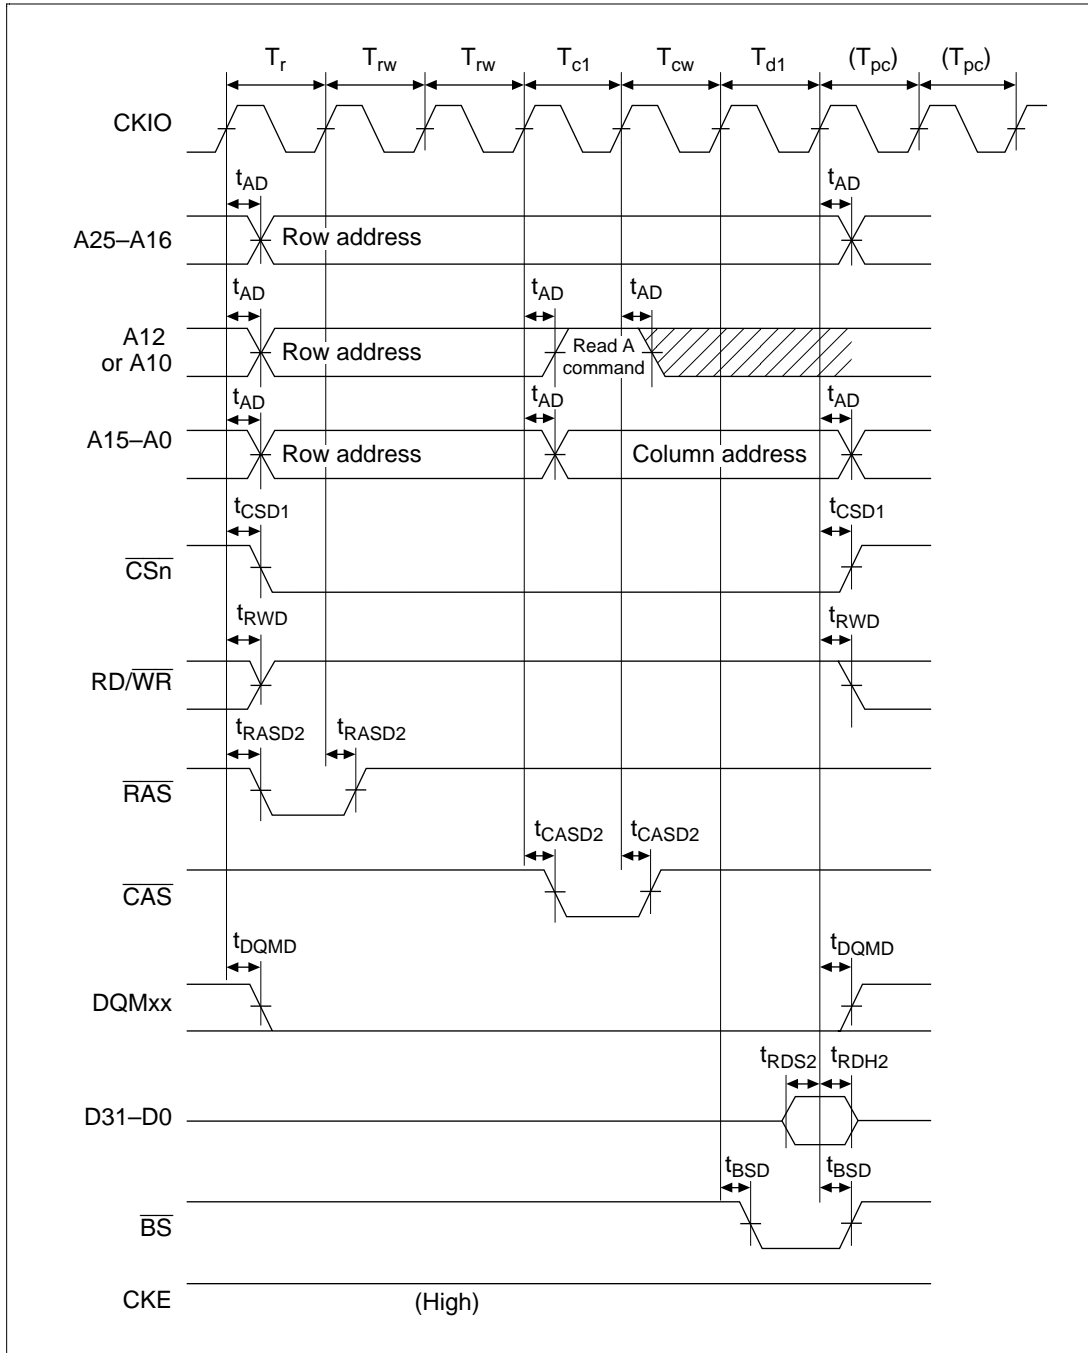 Tr Trw Trw Tc1 Tcw Td1 (Tpc) (Tpc)
CKIO
tAD tAD
A25–A16 Row address
tAD tAD tAD
A12 or A10 Row address Read A command
tAD tAD tAD
A15–A0 Row address Column address
tCSD1 tCSD1
CSn
tRWD tRWD
RD/WR
tRASD2 tRASD2
RAS
tCASD2 tCASD2
CAS
tDQMD tDQMD
DQMxx
tRDS2 tRDH2
D31–D0
tBSD tBSD
BS
CKE (High)